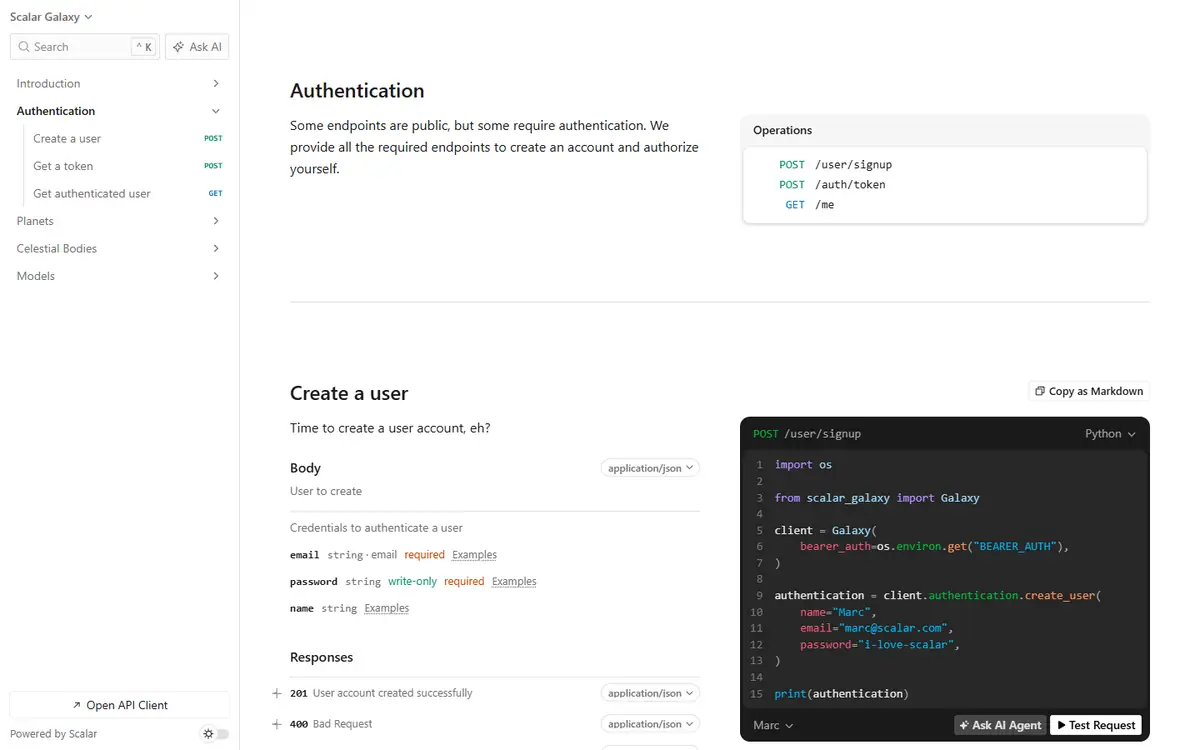 Scalar Galaxy
Search
^ K
Ask AI
Introduction
Authentication
Create a user POST
Get a token POST
Get authenticated user GET
Planets
Celestial Bodies
Models
Open API Client
Powered by Scalar
Authentication
Some endpoints are public, but some require authentication. We
provide all the required endpoints to create an account and authorize
yourself.
Operations
POST /user/signup
POST /auth/token
GET /me
Create a user
Copy as Markdown
Time to create a user account, eh?
Body application/json
User to create
Credentials to authenticate a user
email string · email required Examples
password string write-only required Examples
name string Examples
Responses
201 User account created successfully application/json
400 Bad Request application/json
POST /user/signup Python
1 import os
2
3 from scalar_galaxy import Galaxy
4
5 client = Galaxy(
6 bearer_auth=os.environ.get("BEARER_AUTH"),
7 )
8
9 authentication = client.authentication.create_user(
10 name="Marc",
11 email="marc@scalar.com",
12 password="i-love-scalar",
13 )
14
15 print(authentication)
Marc
Ask AI Agent
Test Request